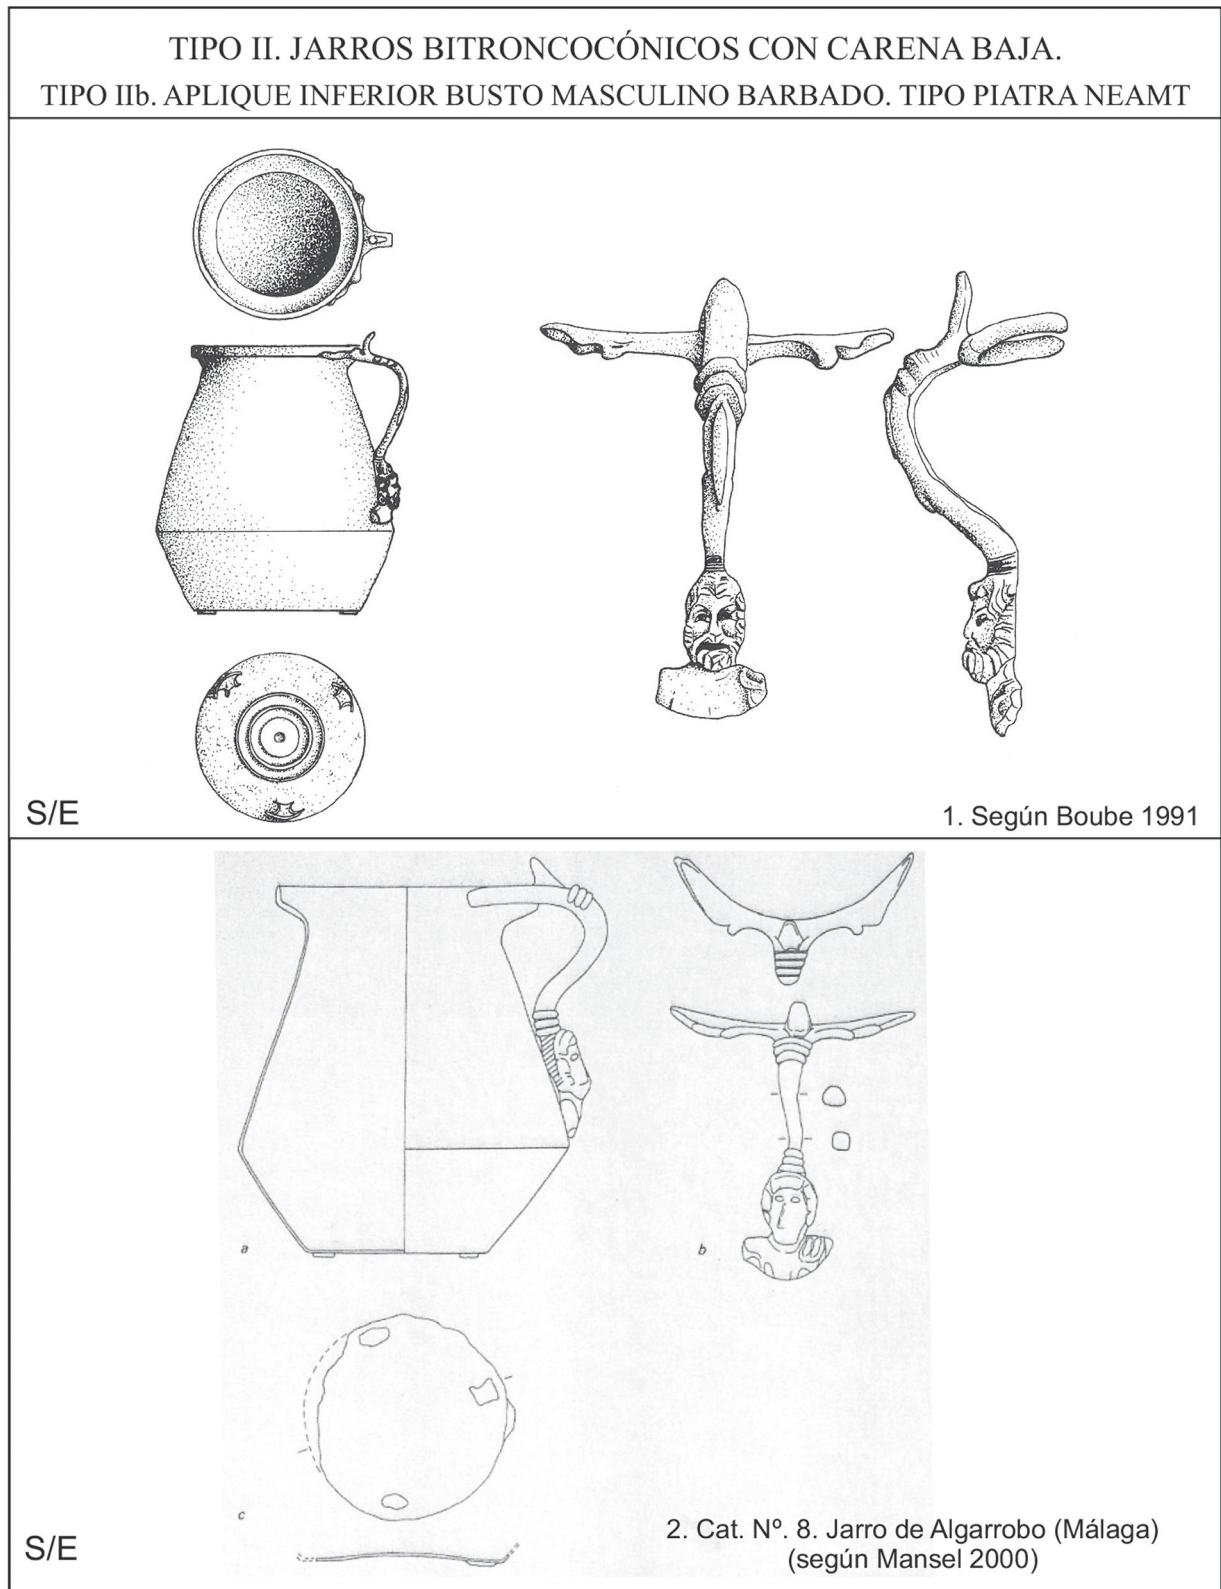 TIPO II. JARROS BITRONCOCÓNICOS CON CARENA BAJA.
TIPO IIb. APLIQUE INFERIOR BUSTO MASCULINO BARBADO. TIPO PIATRA NEAMT
S/E
1. Según Boube 1991
a
b
c
S/E
2. Cat. Nº. 8. Jarro de Algarrobo (Málaga)
(según Mansel 2000)